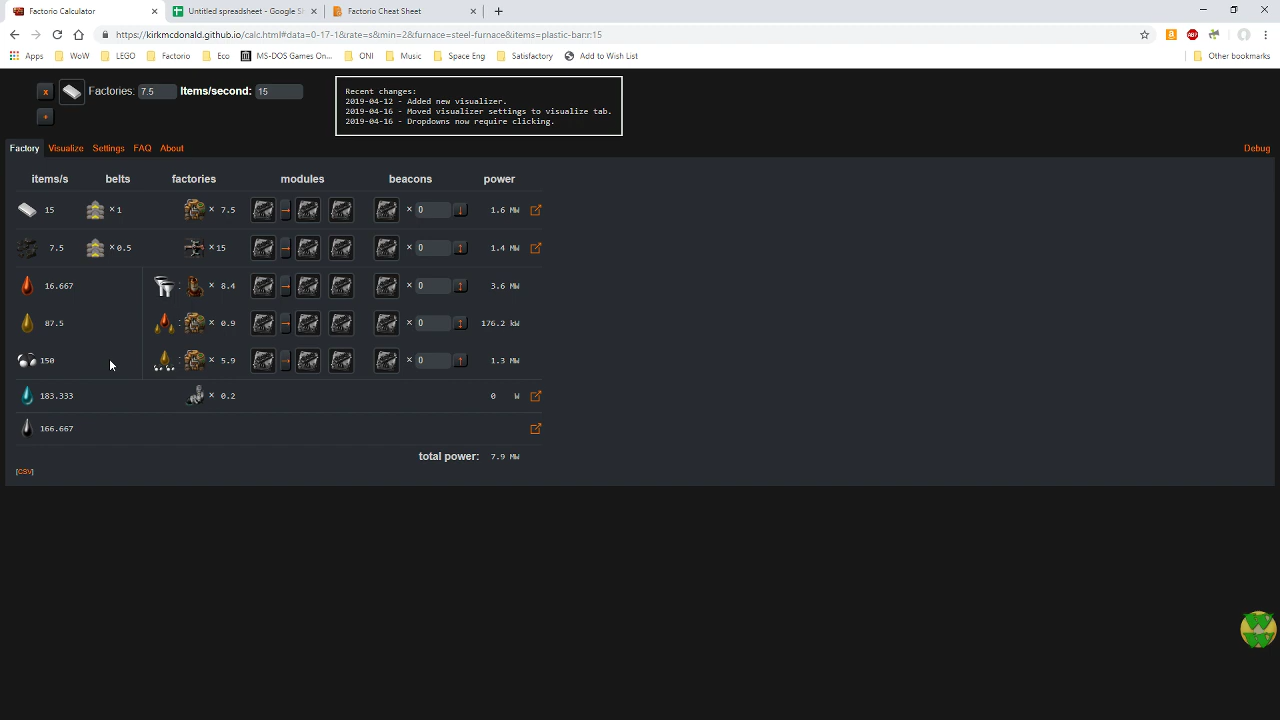 Factorio Calculator
Untitled spreadsheet - Google S
Factorio Cheat Sheet
https://kirkmcdonald.github.io/calc.html#data=0-17-1&rate=s&min=2&furnace=steel-furnace&items=plastic-bar:r:15
Apps WoW LEGO Factorio Eco MS-DOS Games On... ONI Music Space Eng Satisfactory Add to Wish List Other bookmarks
x Factories: 7.5 Items/second: 15
+
Recent changes:
2019-04-12 - Added new visualizer.
2019-04-16 - Moved visualizer settings to visualize tab.
2019-04-16 - Dropdowns now require clicking.
Factory Visualize Settings FAQ About Debug
items/s belts factories modules beacons power
15 × 1 × 7.5 × 0 1.6 MW
7.5 × 0.5 × 15 × 0 1.4 MW
16.667 : × 8.4 × 0 3.6 MW
87.5 : × 0.9 × 0 176.2 kW
150 : × 5.9 × 0 1.3 MW
183.333 × 0.2 0 W
166.667
total power: 7.9 MW
[CSV]